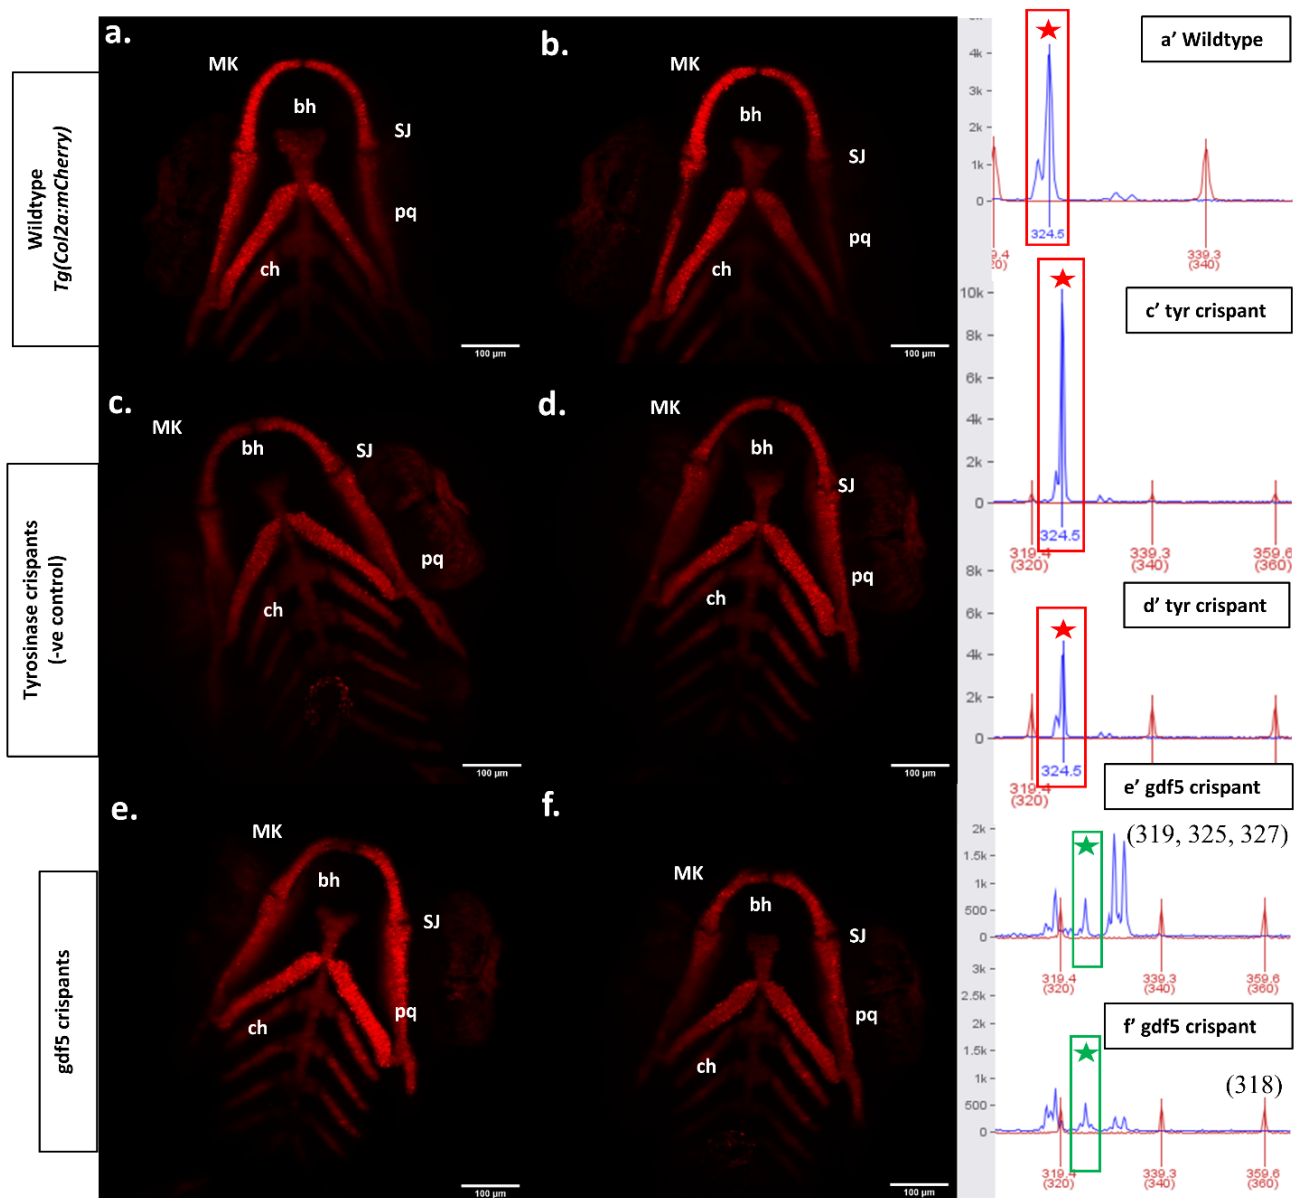 Wildtype
Tg(Col2a:mCherry)
a.
MK
bh
SJ
pq
ch
100 µm
b.
MK
bh
SJ
pq
ch
100 µm
a' Wildtype
4k
3k
2k
1k
0
324.5
339.3
(340)
Tyrosinase crispants
(-ve control)
c.
MK
bh
SJ
pq
ch
100 µm
d.
MK
bh
SJ
pq
ch
100 µm
c' tyr crispant
10k
8k
6k
4k
2k
0
324.5
319.4
(320)
339.3
(340)
359.6
(360)
d' tyr crispant
8k
6k
4k
2k
0
324.5
319.4
(320)
339.3
(340)
359.6
(360)
gdf5 crispants
e.
MK
bh
SJ
pq
ch
100 µm
f.
MK
bh
SJ
pq
ch
100 µm
e' gdf5 crispant
(319, 325, 327)
2k
1.5k
1k
500
0
319.4
(320)
339.3
(340)
359.6
(360)
f' gdf5 crispant
(318)
3k
2.5k
2k
1.5k
1k
500
0
319.4
(320)
339.3
(340)
359.6
(360)